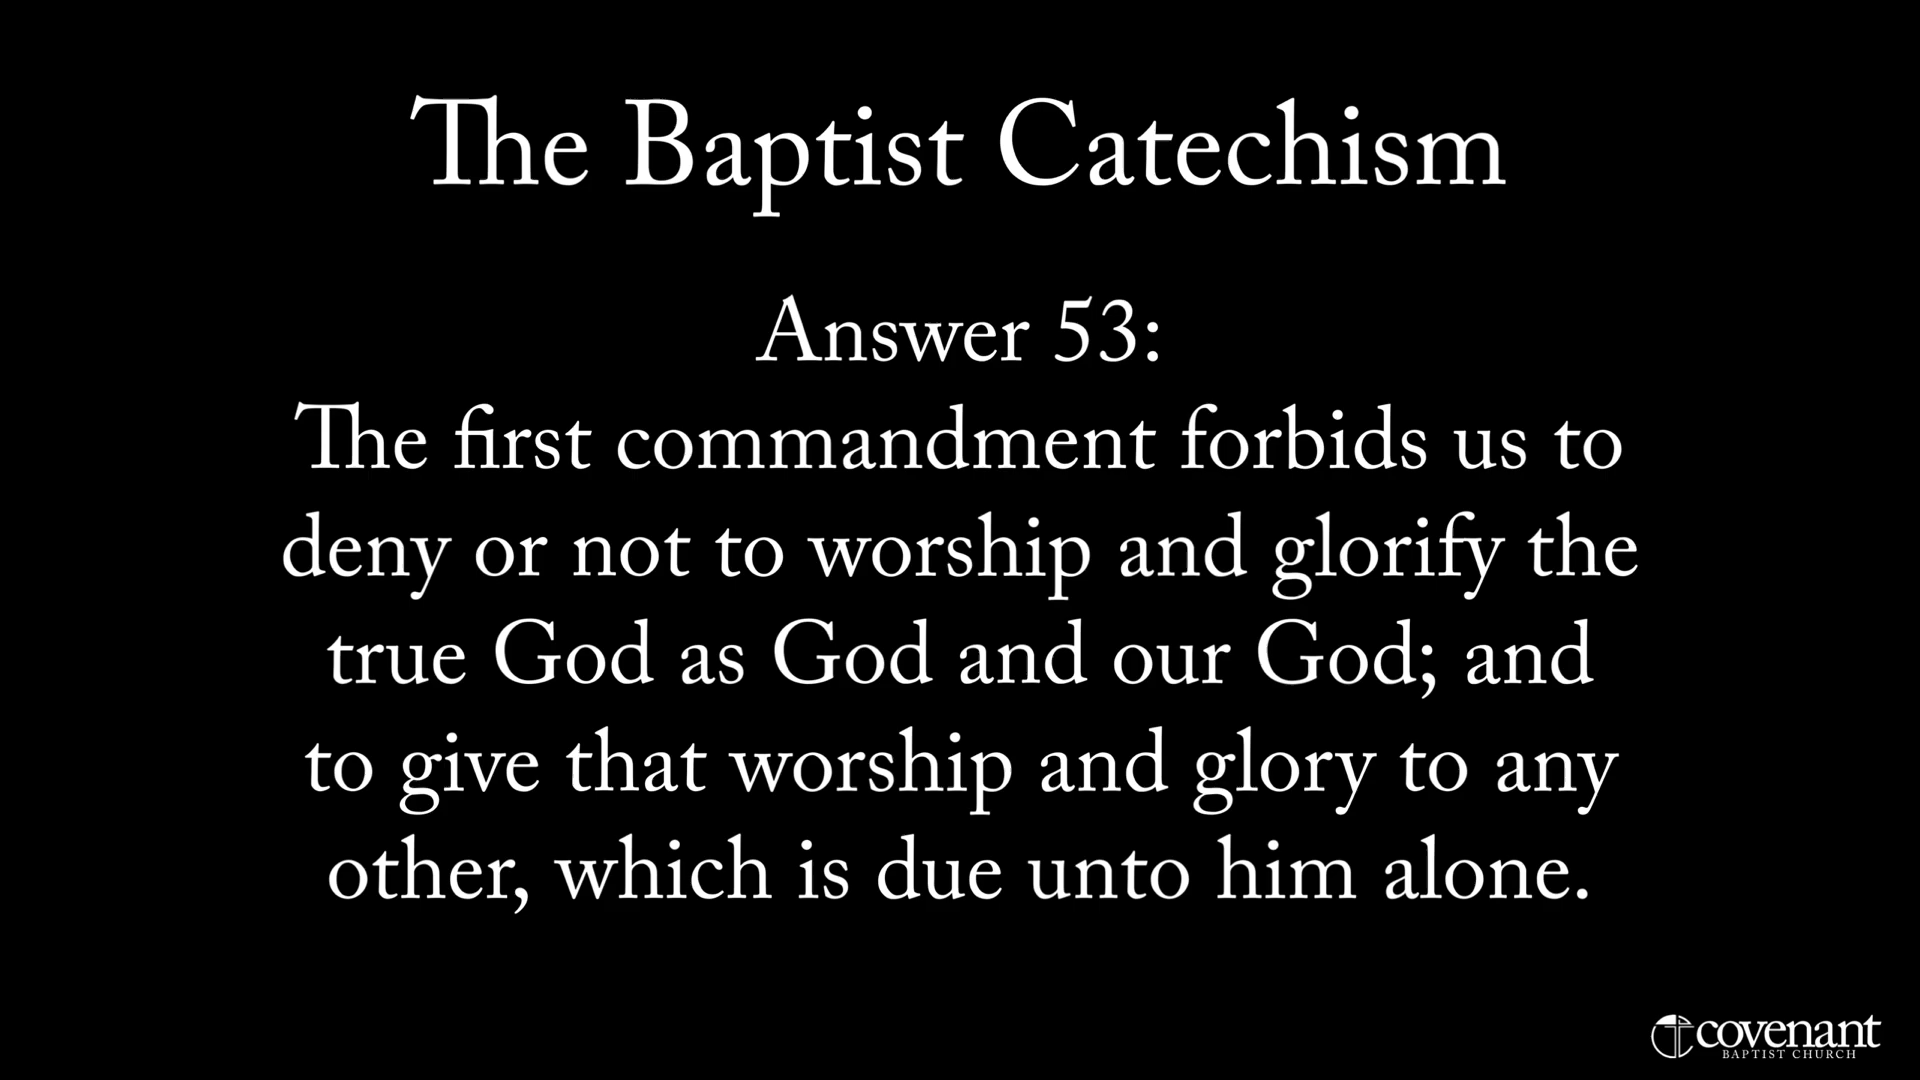 The Baptist Catechism
Answer 53:
The first commandment forbids us to
deny or not to worship and glorify the
true God as God and our God; and
to give that worship and glory to any
other, which is due unto him alone.
covenant
BAPTIST CHURCH